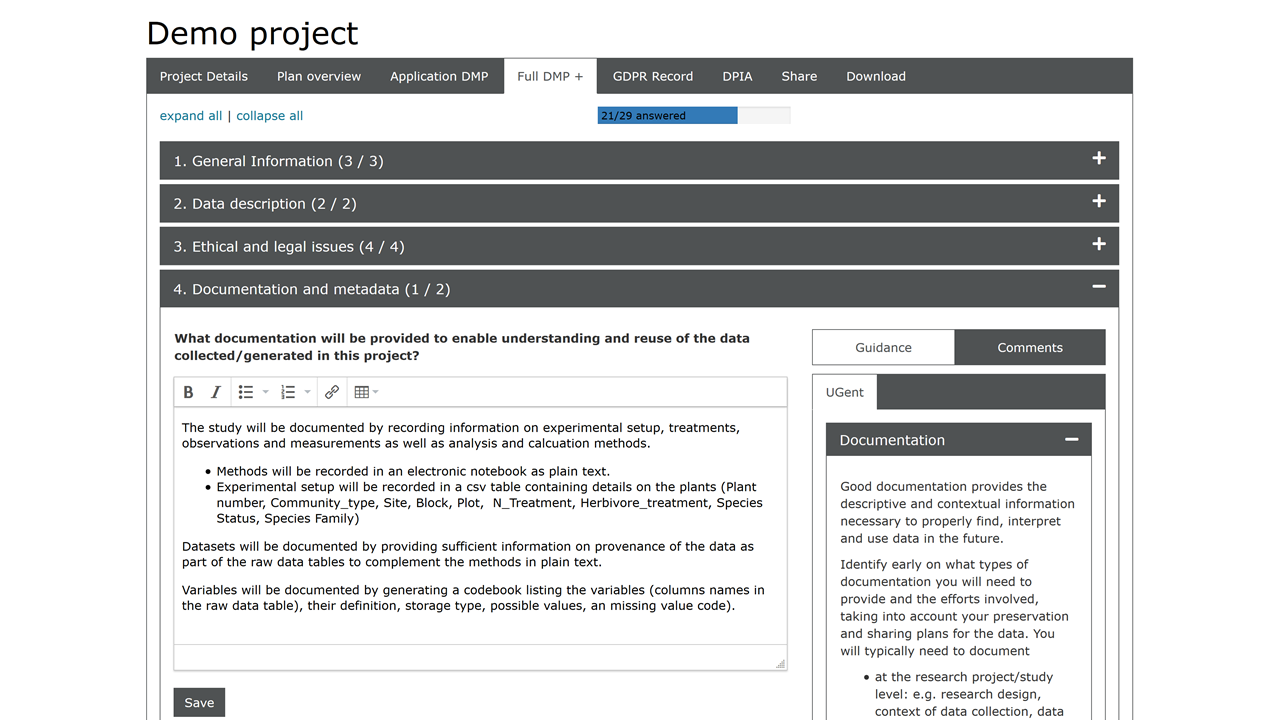 Demo project
Project Details Plan overview Application DMP Full DMP + GDPR Record DPIA Share Download
expand all | collapse all
21/29 answered
1. General Information (3 / 3)
2. Data description (2 / 2)
3. Ethical and legal issues (4 / 4)
4. Documentation and metadata (1 / 2)
What documentation will be provided to enable understanding and reuse of the data
collected/generated in this project?
The study will be documented by recording information on experimental setup, treatments,
observations and measurements as well as analysis and calcuation methods.
• Methods will be recorded in an electronic notebook as plain text.
• Experimental setup will be recorded in a csv table containing details on the plants (Plant
number, Community_type, Site, Block, Plot,  N_Treatment, Herbivore_treatment, Species
Status, Species Family)
Datasets will be documented by providing sufficient information on provenance of the data as
part of the raw data tables to complement the methods in plain text.
Variables will be documented by generating a codebook listing the variables (columns names in
the raw data table), their definition, storage type, possible values, an missing value code).
Save
Guidance Comments
UGent
Documentation
Good documentation provides the
descriptive and contextual information
necessary to properly find, interpret
and use data in the future.
Identify early on what types of
documentation you will need to
provide and the efforts involved,
taking into account your preservation
and sharing plans for the data. You
will typically need to document
• at the research project/study
level: e.g. research design,
context of data collection, data